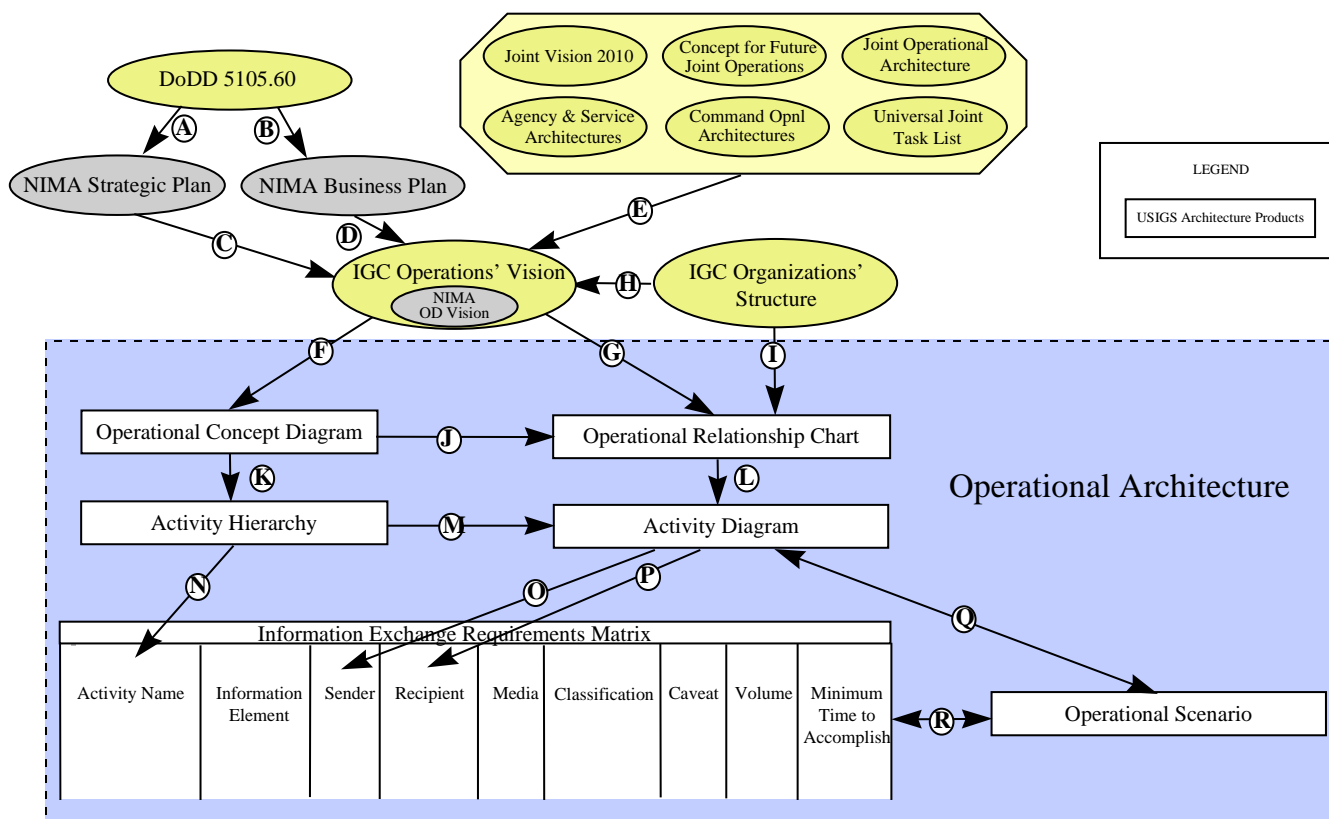 Joint Vision 2010
Concept for Future
Joint Operations
Joint Operational
Architecture
Agency & Service
Architectures
Command Opnl
Architectures
Universal Joint
Task List
DoDD 5105.60
A
B
NIMA Strategic Plan
NIMA Business Plan
LEGEND
USIGS Architecture Products
C
D
E
IGC Operations’ Vision
NIMA
OD Vision
H
IGC Organizations’
Structure
F
G
I
Operational Concept Diagram
J
Operational Relationship Chart
K
L
Operational Architecture
Activity Hierarchy
M
Activity Diagram
N
O
P
Q
Information Exchange Requirements Matrix
Activity Name
Information
Element
Sender
Recipient
Media
Classification
Caveat
Volume
Minimum
Time to
Accomplish
R
Operational Scenario